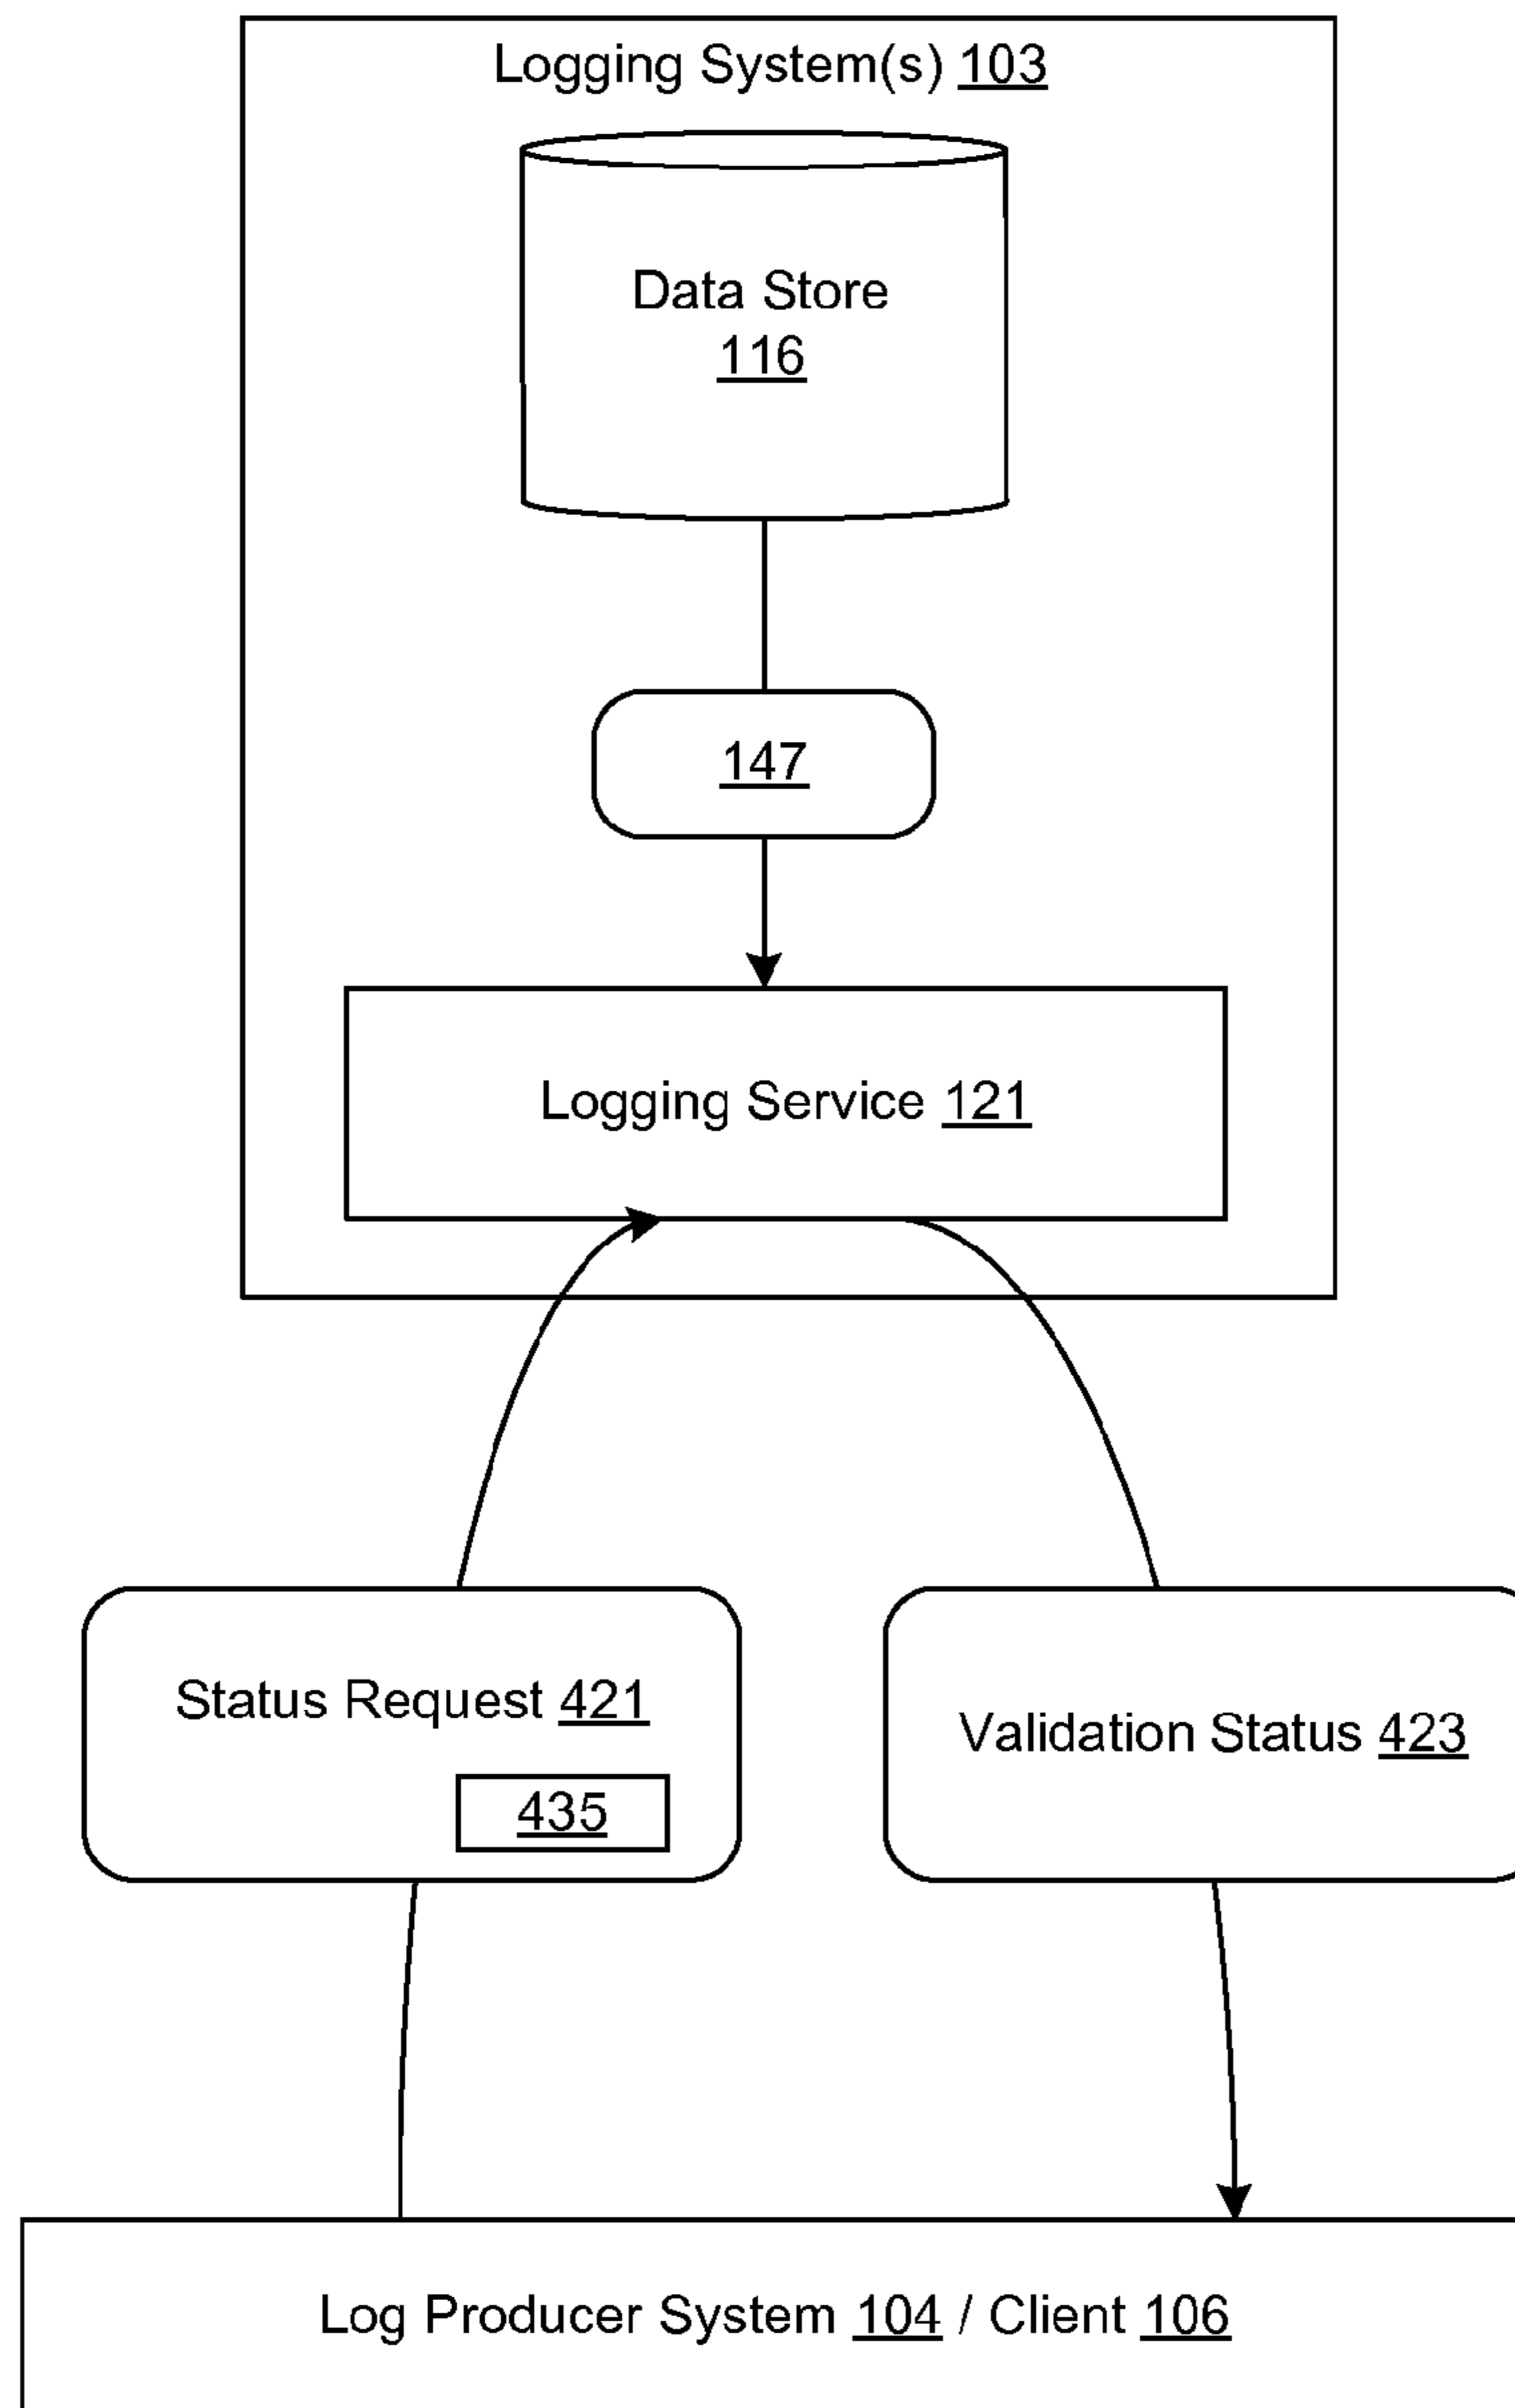 Logging System(s) 103
Data Store
116
147
Logging Service 121
Status Request 421
435
Validation Status 423
Log Producer System 104 / Client 106